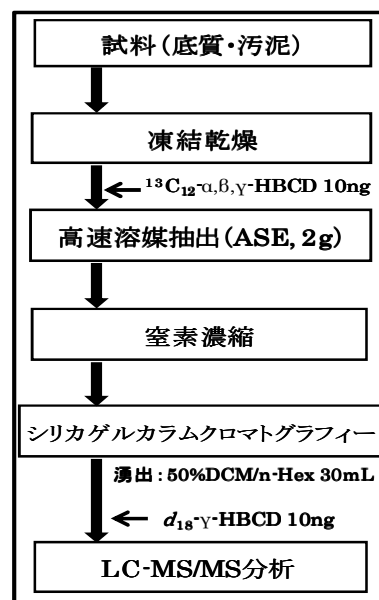 試料(底質・汚泥)
凍結乾燥
¹³C₁₂-α,β,γ-HBCD 10ng
高速溶媒抽出(ASE, 2g)
窒素濃縮
シリカゲルカラムクロマトグラフィー
湧出:50%DCM/n-Hex 30mL
d₁₈-γ-HBCD 10ng
LC-MS/MS分析